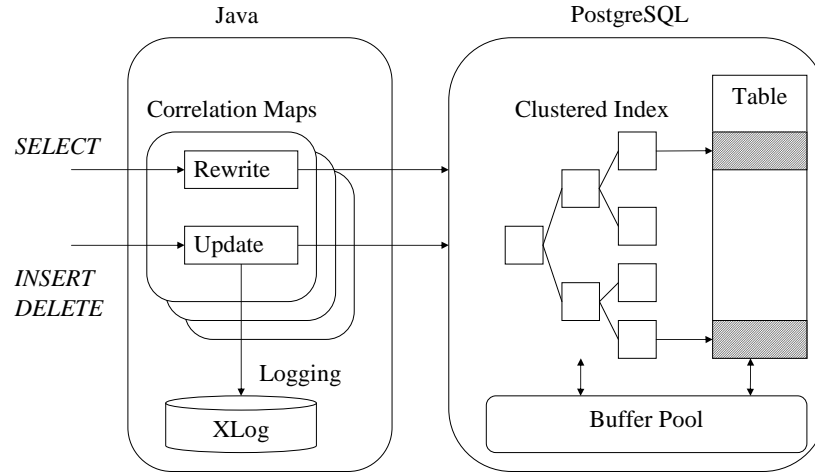 Java
PostgreSQL
Correlation Maps
Clustered Index
Table
SELECT
Rewrite
Update
INSERT
DELETE
Logging
XLog
Buffer Pool